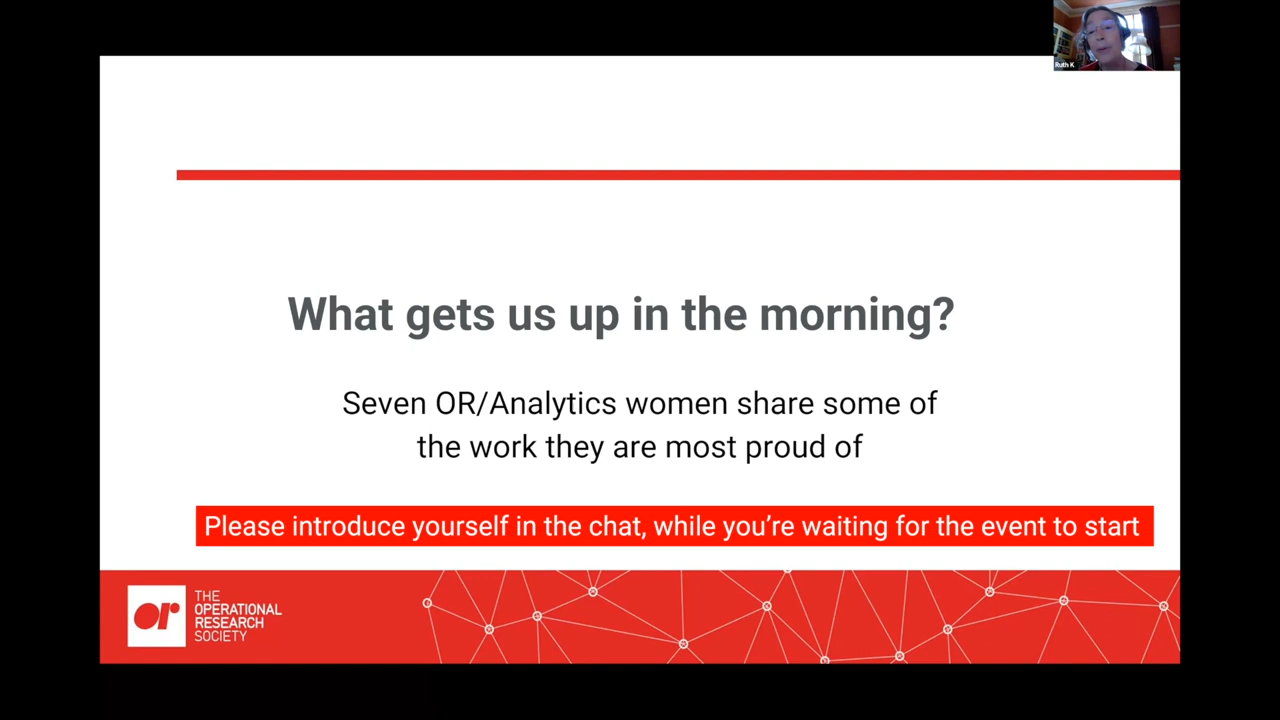 Ruth K
What gets us up in the morning?
Seven OR/Analytics women share some of
the work they are most proud of
Please introduce yourself in the chat, while you’re waiting for the event to start
or
THE
OPERATIONAL
RESEARCH
SOCIETY